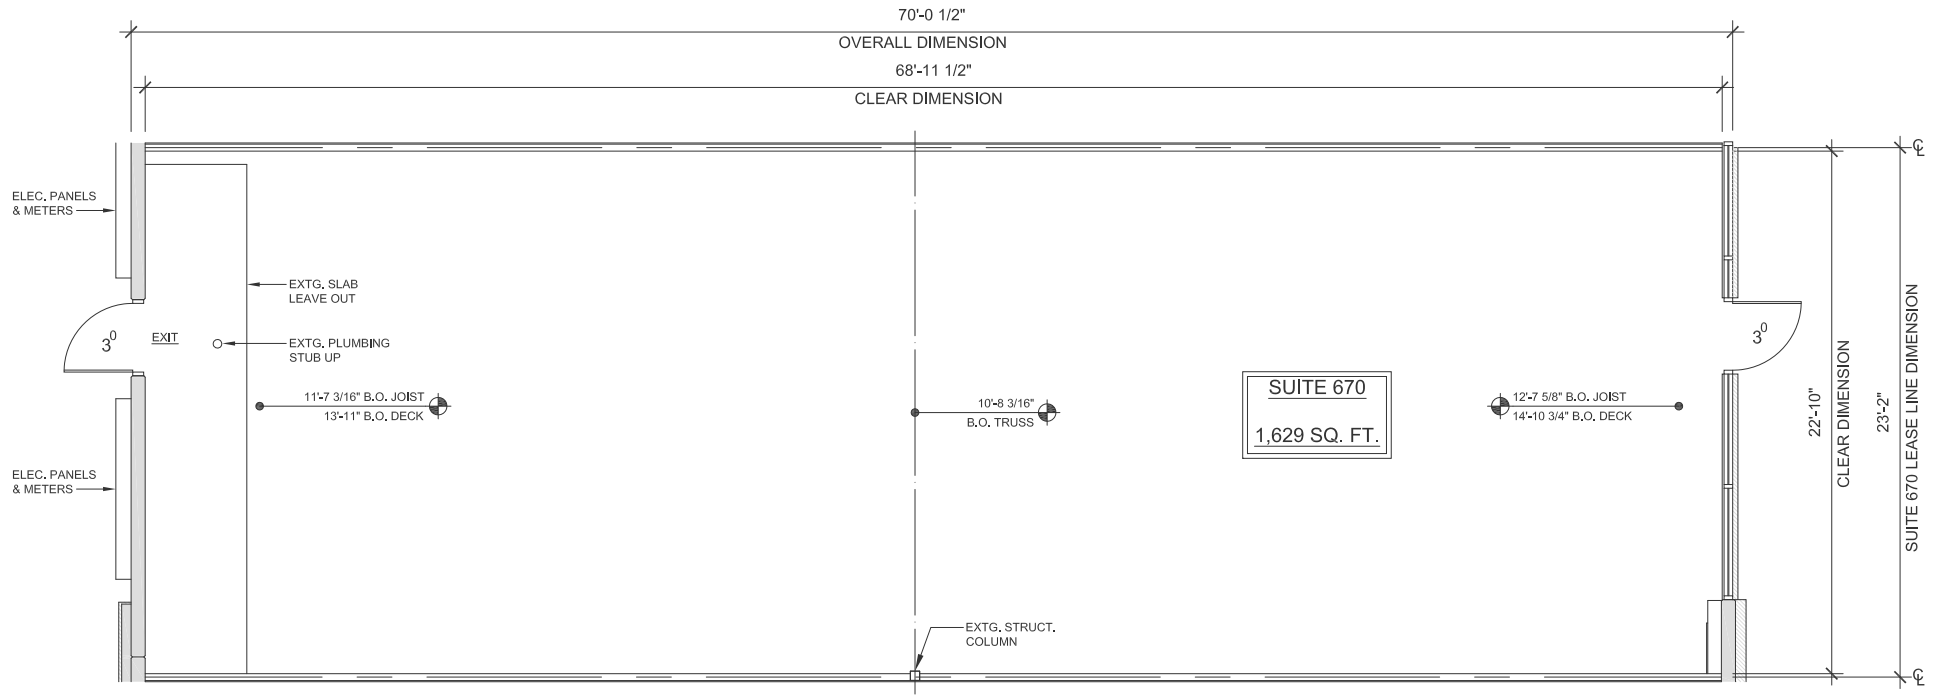 70'-0 1/2"
OVERALL DIMENSION
68'-11 1/2"
CLEAR DIMENSION
ELEC. PANELS
& METERS
EXTG. SLAB
LEAVE OUT
3⁰
EXIT
EXTG. PLUMBING
STUB UP
11'-7 3/16" B.O. JOIST
13'-11" B.O. DECK
10'-8 3/16"
B.O. TRUSS
SUITE 670
1,629 SQ. FT.
12'-7 5/8" B.O. JOIST
14'-10 3/4" B.O. DECK
3⁰
22'-10"
CLEAR DIMENSION
23'-2"
SUITE 670 LEASE LINE DIMENSION
℄
℄
ELEC. PANELS
& METERS
EXTG. STRUCT.
COLUMN